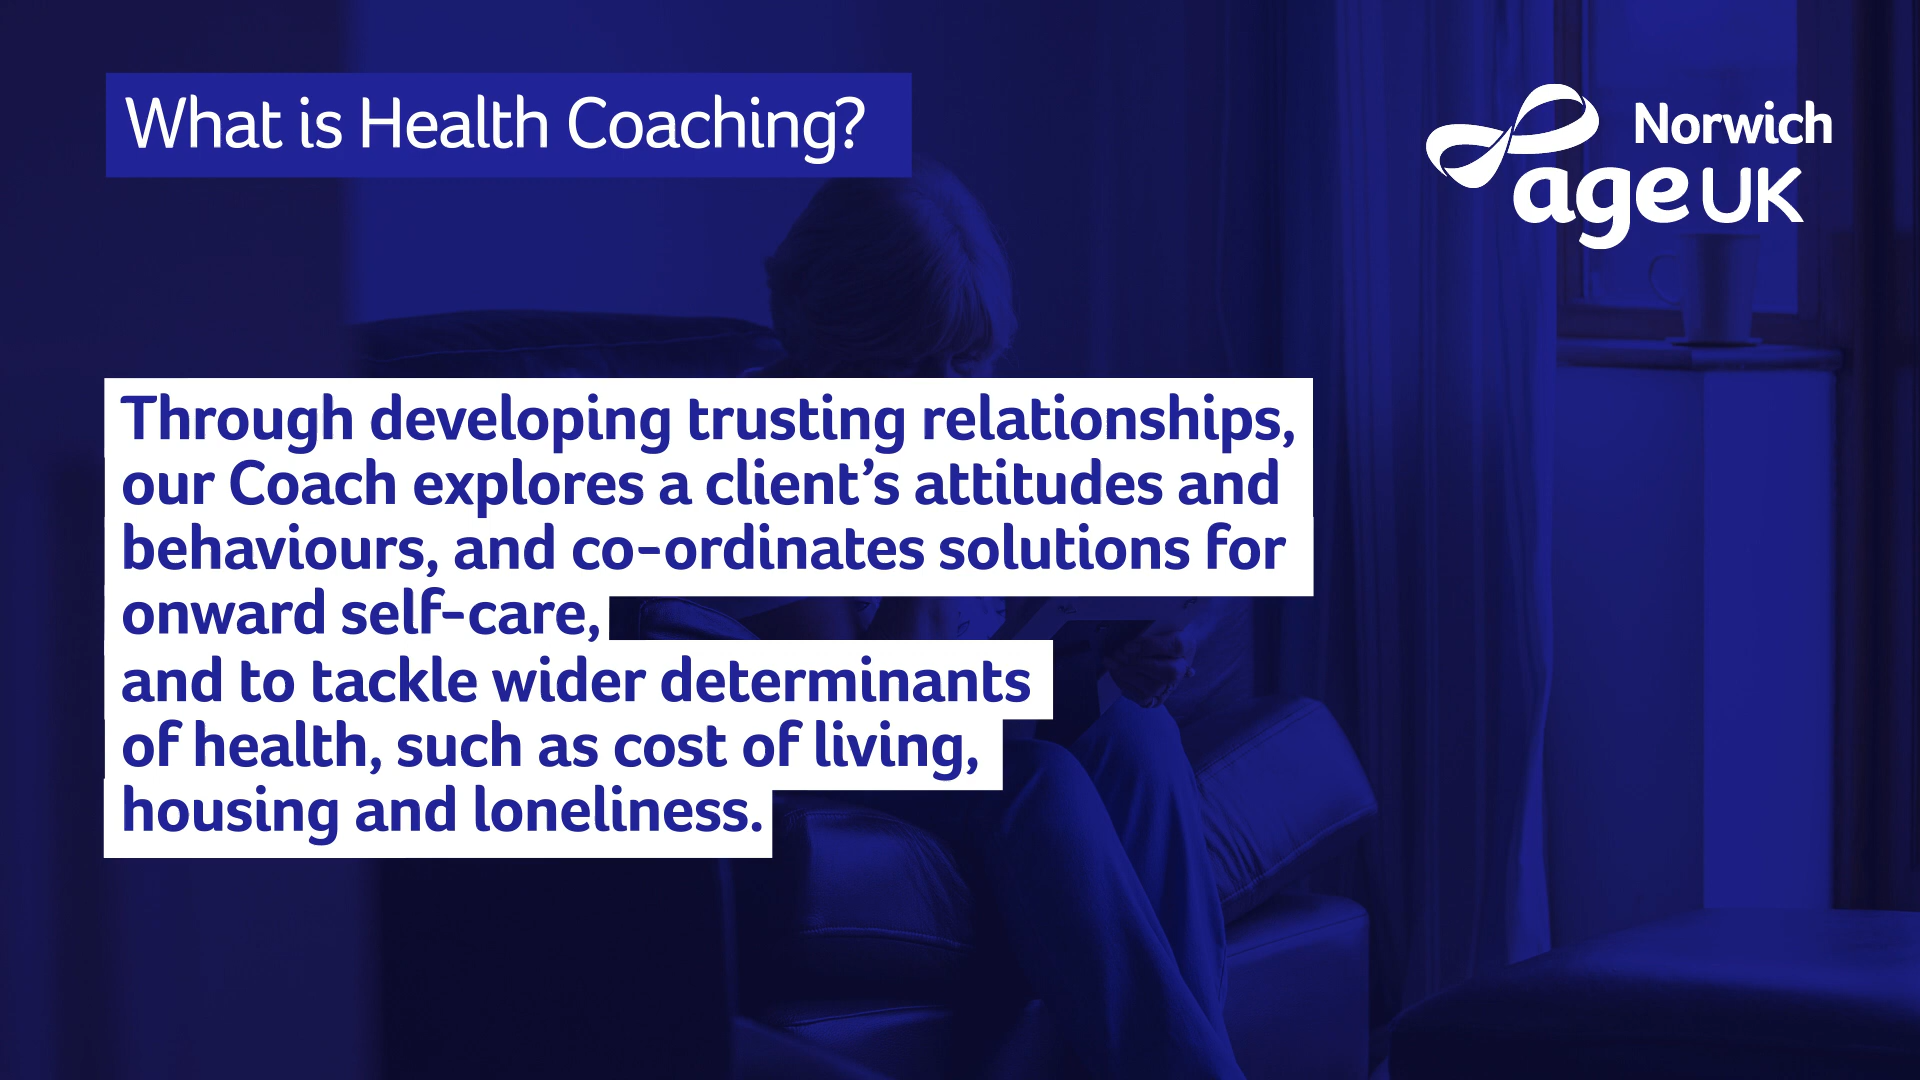 What is Health Coaching?
Norwich
age UK
Through developing trusting relationships,
our Coach explores a client’s attitudes and
behaviours, and co-ordinates solutions for
onward self-care,
and to tackle wider determinants
of health, such as cost of living,
housing and loneliness.